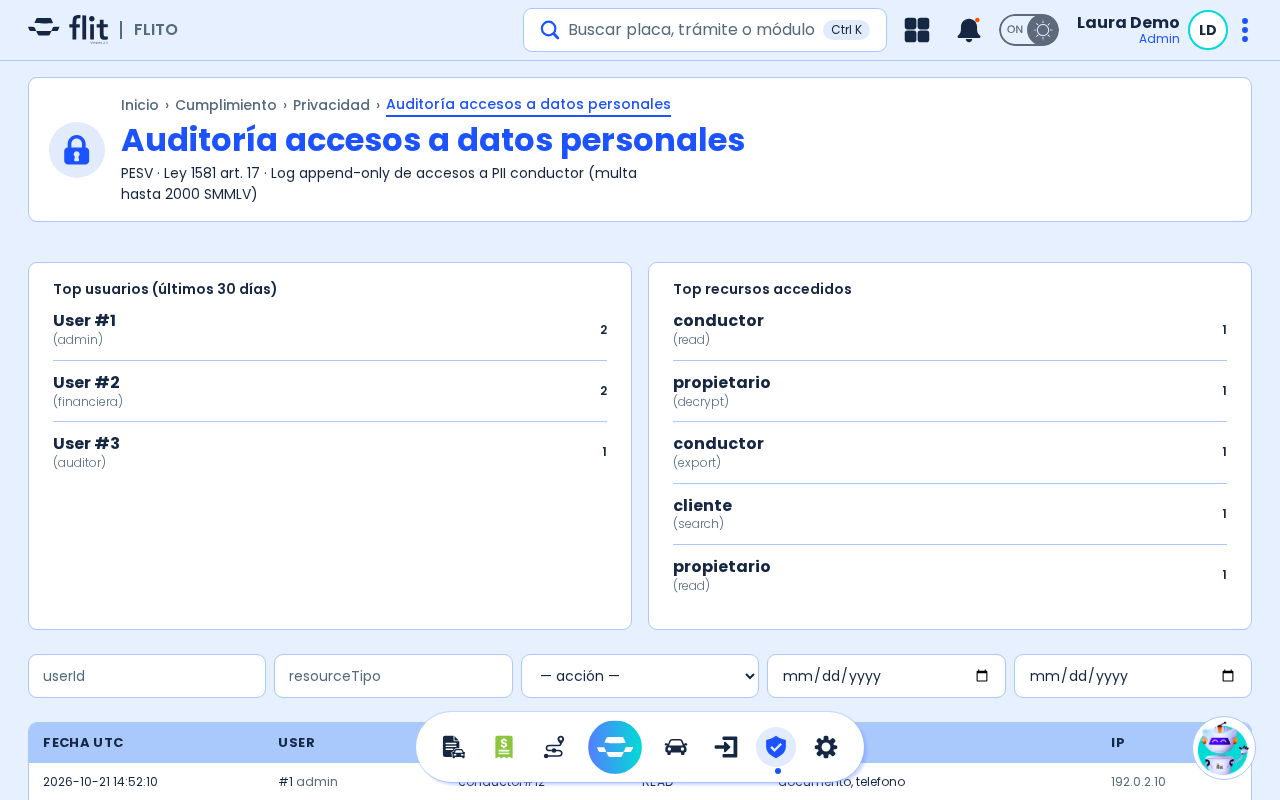 flit | FLITO
Buscar placa, trámite o módulo Ctrl K
ON
Laura Demo
Admin
LD
Inicio › Cumplimiento › Privacidad › Auditoría accesos a datos personales
Auditoría accesos a datos personales
PESV · Ley 1581 art. 17 · Log append-only de accesos a PII conductor (multa
hasta 2000 SMMLV)
Top usuarios (últimos 30 días)
User #1
(admin)
2
User #2
(financiera)
2
User #3
(auditor)
1
Top recursos accedidos
conductor
(read)
1
propietario
(decrypt)
1
conductor
(export)
1
cliente
(search)
1
propietario
(read)
1
userId
resourceTipo
— acción —
mm/dd/yyyy
mm/dd/yyyy
FECHA UTC USER IP
2026-10-21 14:52:10 #1 admin conductor#12 READ documento, telefono 192.0.2.10